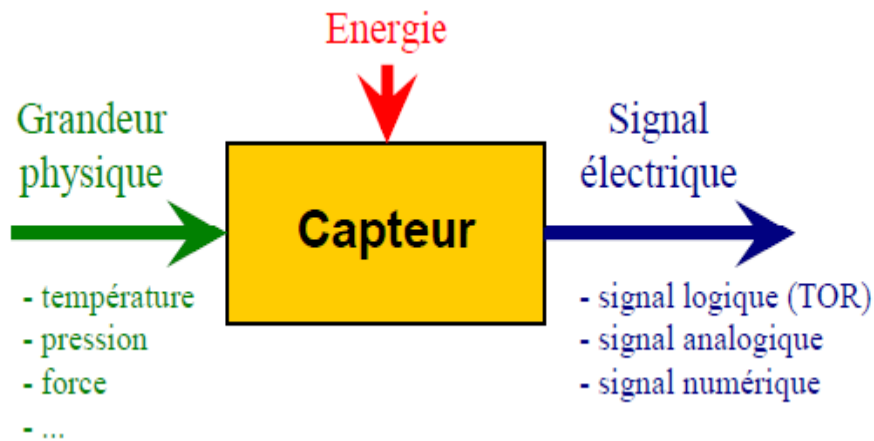 Energie
Grandeur
physique
Capteur
Signal
électrique
- température
- pression
- force
- ...
- signal logique (TOR)
- signal analogique
- signal numérique